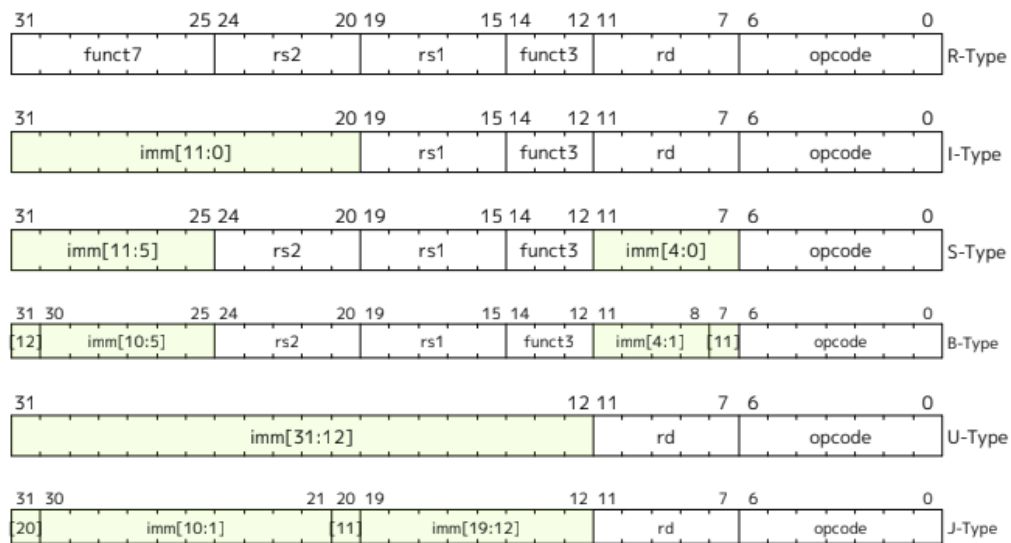 31 25 24 20 19 15 14 12 11 7 6 0
funct7 rs2 rs1 funct3 rd opcode R-Type
31 20 19 15 14 12 11 7 6 0
imm[11:0] rs1 funct3 rd opcode I-Type
31 25 24 20 19 15 14 12 11 7 6 0
imm[11:5] rs2 rs1 funct3 imm[4:0] opcode S-Type
31 30 25 24 20 19 15 14 12 11 8 7 6 0
[12] imm[10:5] rs2 rs1 funct3 imm[4:1] [11] opcode B-Type
31 12 11 7 6 0
imm[31:12] rd opcode U-Type
31 30 21 20 19 12 11 7 6 0
[20] imm[10:1] [11] imm[19:12] rd opcode J-Type